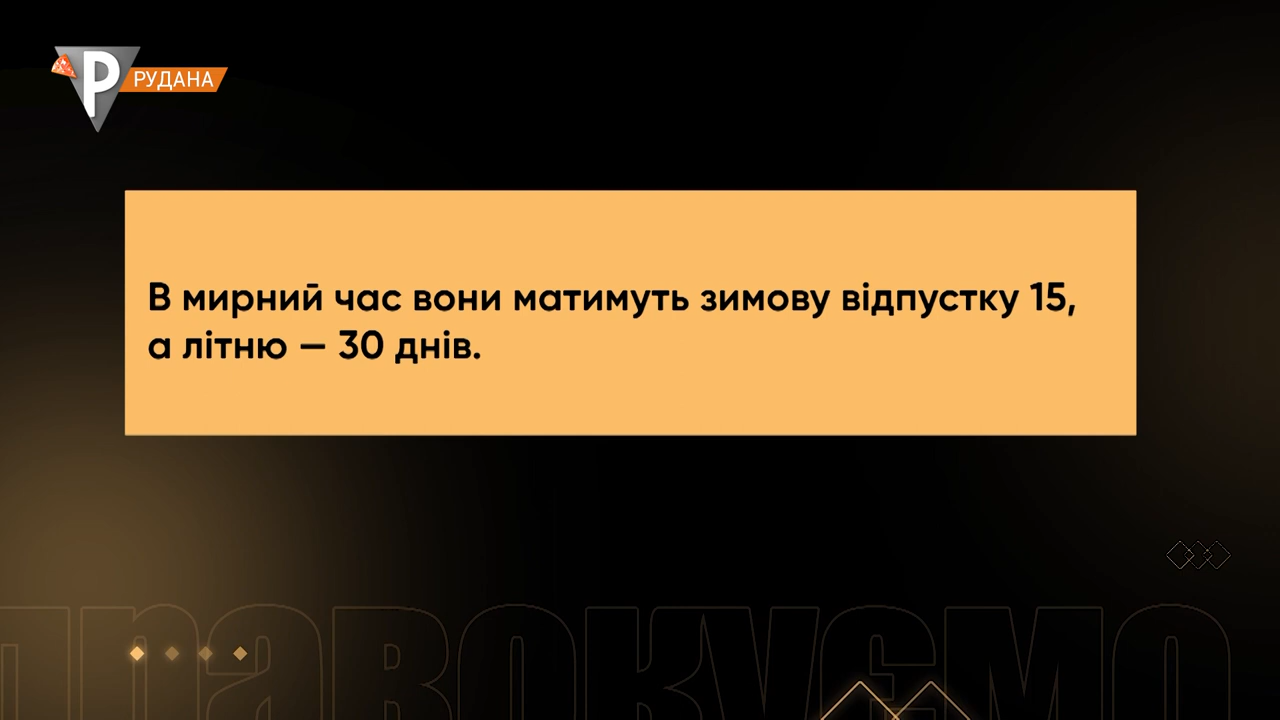 Р РУДАНА
В мирний час вони матимуть зимову відпустку 15,
а літню — 30 днів.
правокуємо